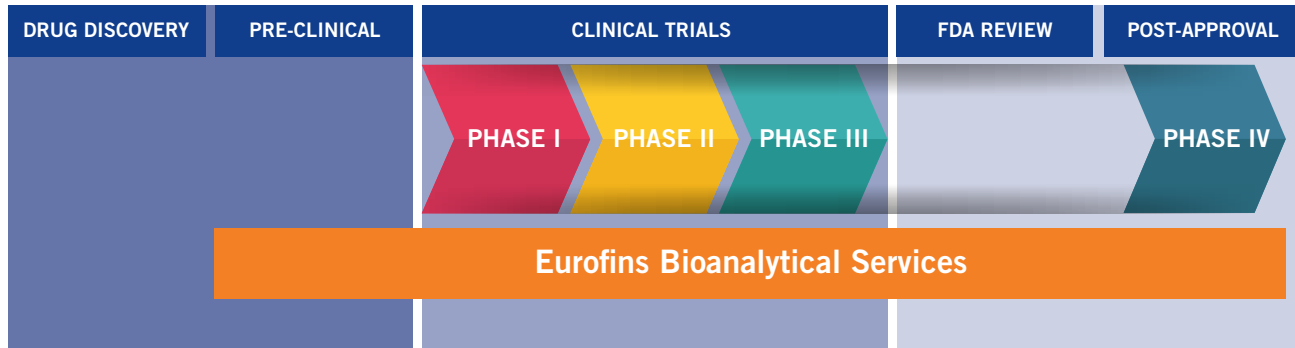 DRUG DISCOVERY
PRE-CLINICAL
CLINICAL TRIALS
FDA REVIEW
POST-APPROVAL
PHASE I
PHASE II
PHASE III
PHASE IV
Eurofins Bioanalytical Services